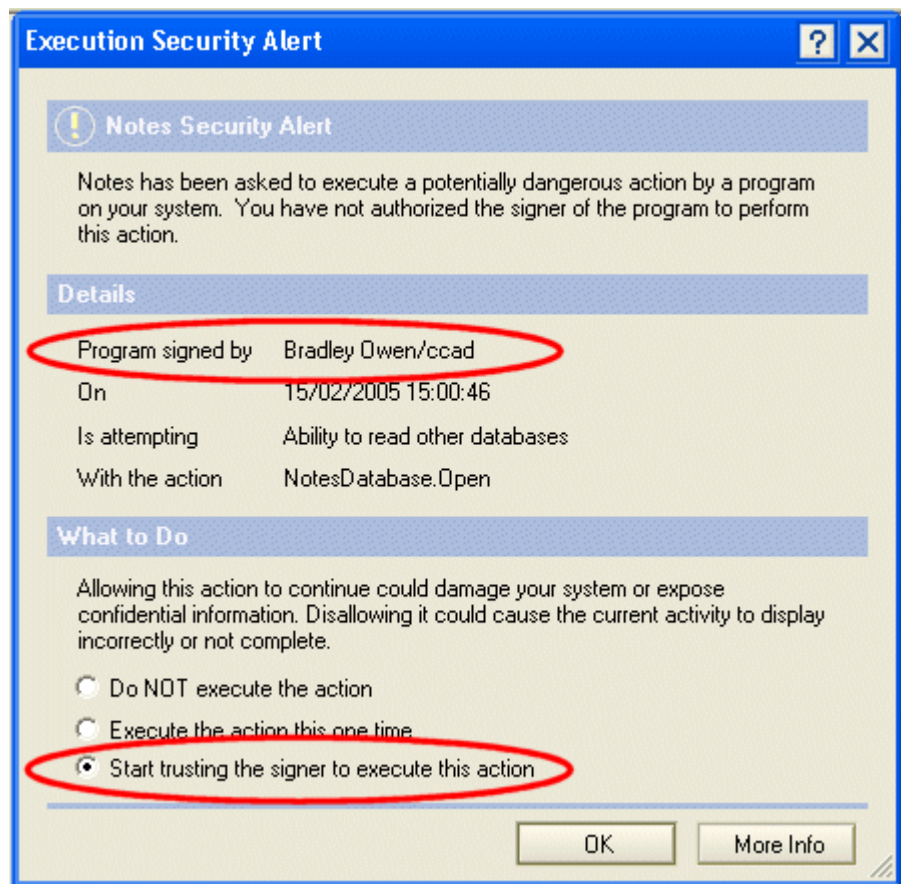 Execution Security Alert
Notes Security Alert
Notes has been asked to execute a potentially dangerous action by a program
on your system. You have not authorized the signer of the program to perform
this action.
Details
Program signed by Bradley Owen/ccad
On 15/02/2005 15:00:46
Is attempting Ability to read other databases
With the action NotesDatabase.Open
What to Do
Allowing this action to continue could damage your system or expose
confidential information. Disallowing it could cause the current activity to display
incorrectly or not complete.
Do NOT execute the action
Execute the action this one time
Start trusting the signer to execute this action
OK More Info